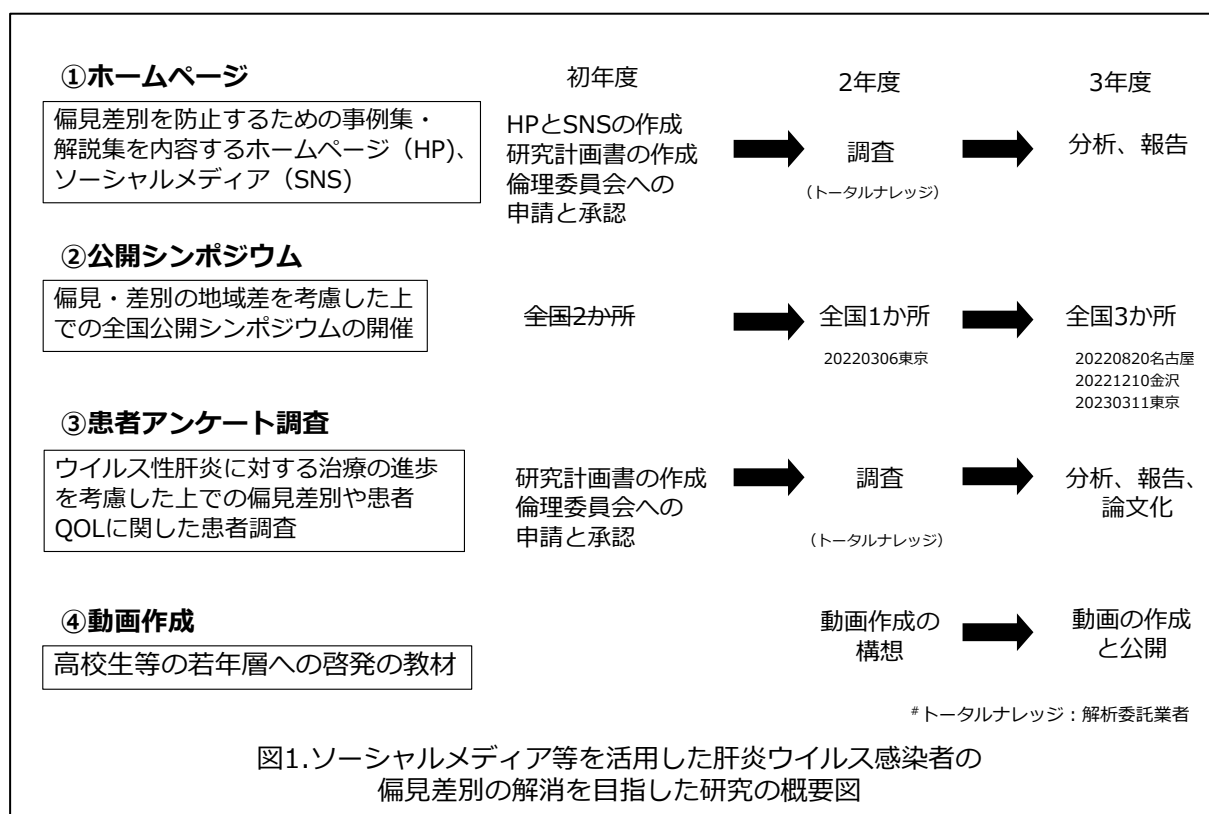 ①ホームページ
初年度
2年度
3年度
偏見差別を防止するための事例集・
解説集を内容するホームページ（HP)、
ソーシャルメディア（SNS)
HPとSNSの作成
研究計画書の作成
倫理委員会への
申請と承認
調査
（トータルナレッジ）
分析、報告
②公開シンポジウム
偏見・差別の地域差を考慮した上
での全国公開シンポジウムの開催
全国2か所
全国1か所
20220306東京
全国3か所
20220820名古屋
20221210金沢
20230311東京
③患者アンケート調査
ウイルス性肝炎に対する治療の進歩
を考慮した上での偏見差別や患者
QOLに関した患者調査
研究計画書の作成
倫理委員会への
申請と承認
調査
（トータルナレッジ）
分析、報告、
論文化
④動画作成
高校生等の若年層への啓発の教材
動画作成の
構想
動画の作成
と公開
#トータルナレッジ：解析委託業者
図1.ソーシャルメディア等を活用した肝炎ウイルス感染者の
偏見差別の解消を目指した研究の概要図